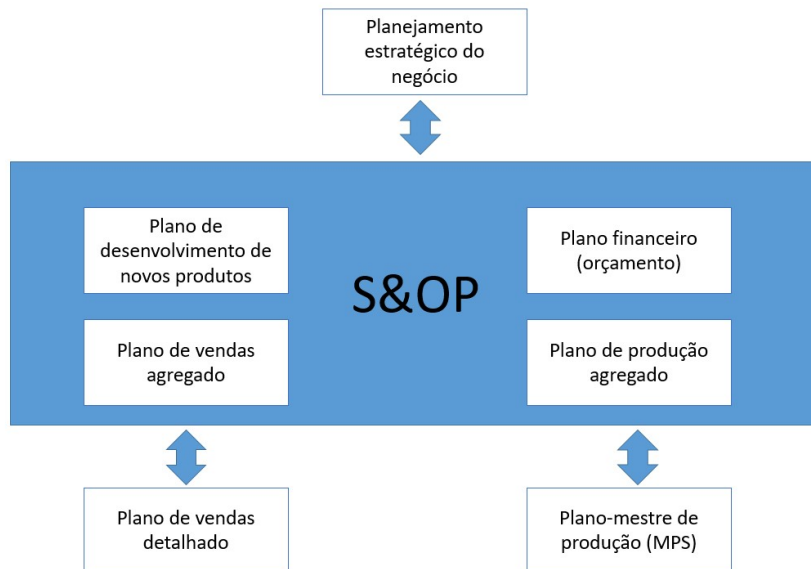 Planejamento
estratégico do
negócio
Plano de
desenvolvimento de
novos produtos
Plano financeiro
(orçamento)
S&OP
Plano de vendas
agregado
Plano de produção
agregado
Plano de vendas
detalhado
Plano-mestre de
produção (MPS)